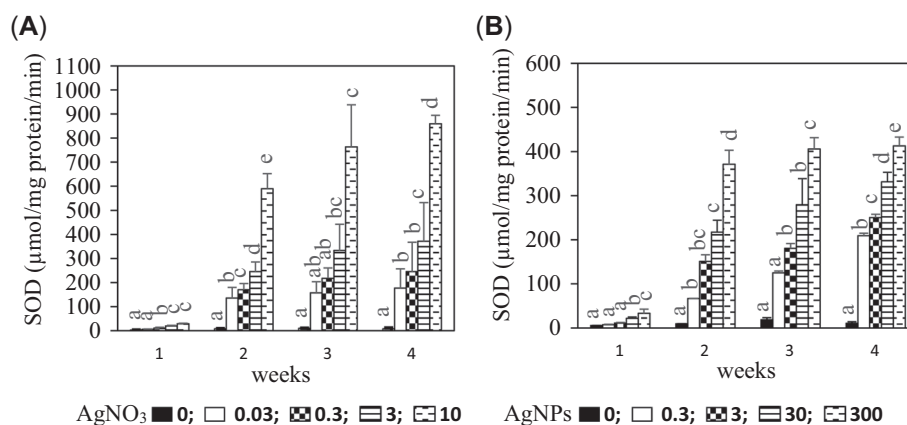 (A)
SOD (µmol/mg protein/min)
1100
1000
900
800
700
600
500
400
300
200
100
0
a a b c c
a b c d e
a ab ab bc c
a b b c d
1 2 3 4
weeks
AgNO₃ 0; 0.03; 0.3; 3; 10
(B)
SOD (µmol/mg protein/min)
600
500
400
300
200
100
0
a a a b c
a b bc c d
a a b b c
a b c d e
1 2 3 4
weeks
AgNPs 0; 0.3; 3; 30; 300